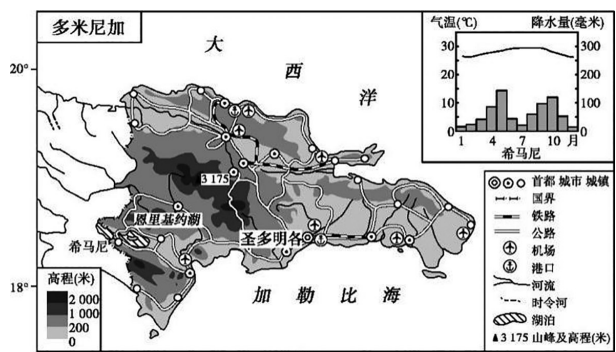 多米尼加
大西洋
20°
18°
3 175
恩里基约湖
希马尼
圣多明各
加勒比海
高程(米)
2 000
1 000
200
0
气温(℃)
降水量(毫米)
30
20
10
0
300
200
100
0
1 4 7 10 月
希马尼
首都 城市 城镇
国界
铁路
公路
机场
港口
河流
时令河
湖泊
3 175 山峰及高程(米)